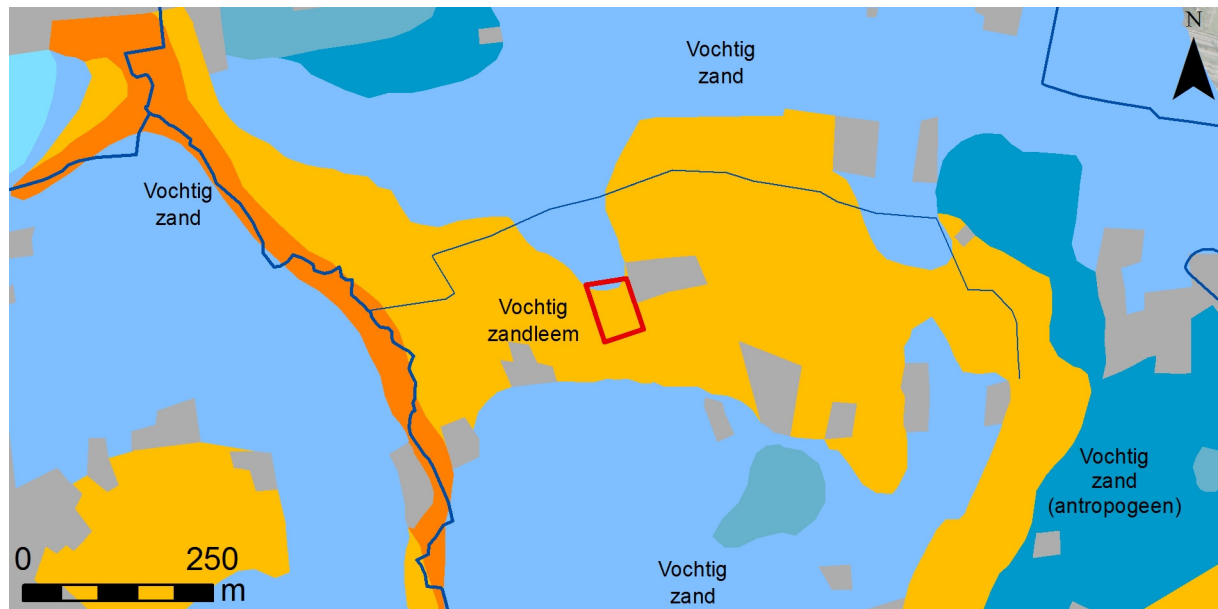 N
Vochtig
zand
Vochtig
zand
Vochtig
zandleem
Vochtig
zand
(antropogeen)
0 250
m
Vochtig
zand